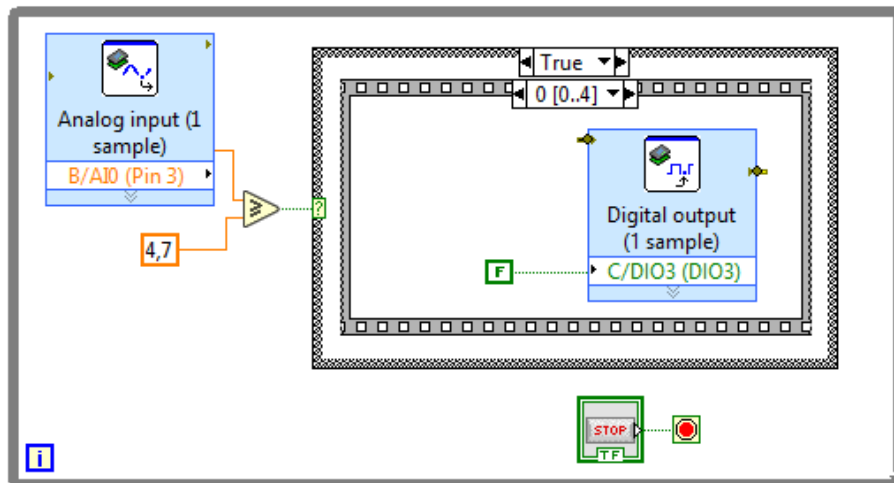 True
0 [0..4]
Analog input (1
sample)
B/AI0 (Pin 3)
4,7
?
Digital output
(1 sample)
F
C/DIO3 (DIO3)
STOP
TF
i